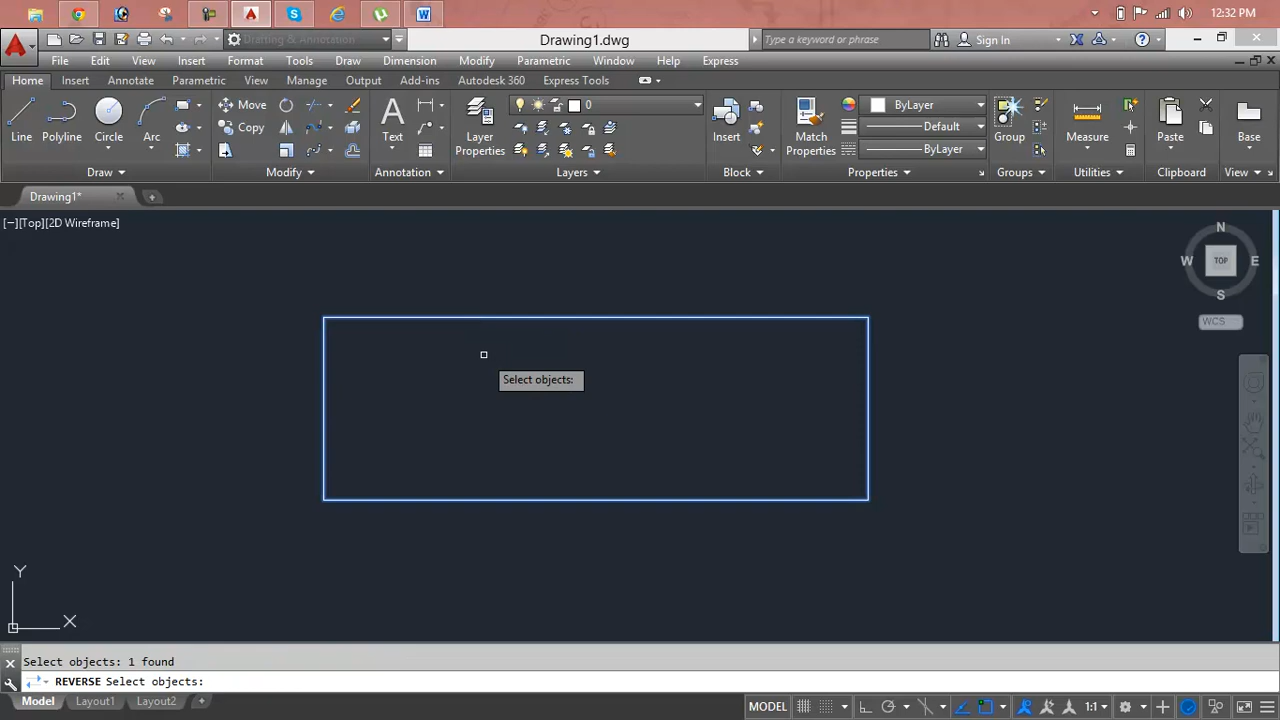 12:32 PM
Drafting & Annotation
Drawing1.dwg
Type a keyword or phrase
Sign In
File Edit View Insert Format Tools Draw Dimension Modify Parametric Window Help Express
Home Insert Annotate Parametric View Manage Output Add-ins Autodesk 360 Express Tools
Move
0
ByLayer
Copy
Default
Line Polyline Circle Arc Text Layer Properties Insert Match Properties Group Measure Paste Base
ByLayer
Draw Modify Annotation Layers Block Properties Groups Utilities Clipboard View
Drawing1*
[−][Top][2D Wireframe]
N
W TOP E
S
WCS
Select objects:
Y
X
Select objects: 1 found
REVERSE Select objects:
Model Layout1 Layout2
MODEL 1:1